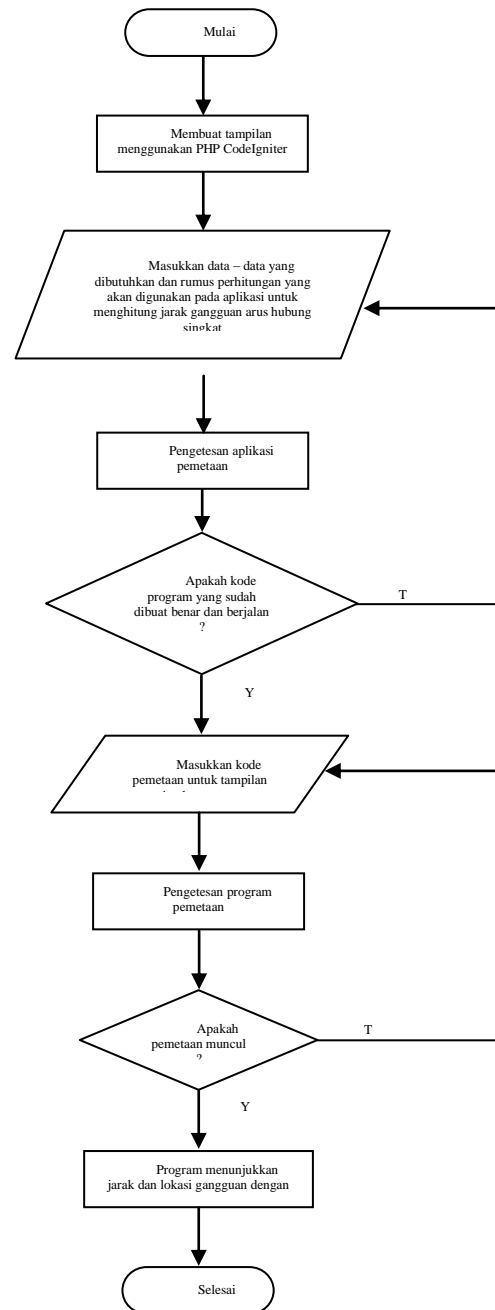 Mulai
Membuat tampilan
menggunakan PHP CodeIgniter
Masukkan data – data yang
dibutuhkan dan rumus perhitungan yang
akan digunakan pada aplikasi untuk
menghitung jarak gangguan arus hubung
singkat
Pengetesan aplikasi
pemetaan
Apakah kode
program yang sudah
dibuat benar dan berjalan
?
T
Y
Masukkan kode
pemetaan untuk tampilan
Pengetesan program
pemetaan
Apakah
pemetaan muncul
?
T
Y
Program menunjukkan
jarak dan lokasi gangguan dengan
Selesai